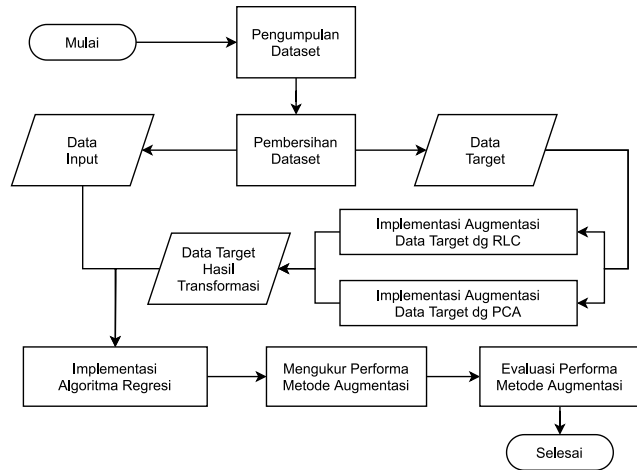 Mulai
Pengumpulan
Dataset
Data
Input
Pembersihan
Dataset
Data
Target
Implementasi Augmentasi
Data Target dg RLC
Data Target
Hasil
Transformasi
Implementasi Augmentasi
Data Target dg PCA
Implementasi
Algoritma Regresi
Mengukur Performa
Metode Augmentasi
Evaluasi Performa
Metode Augmentasi
Selesai